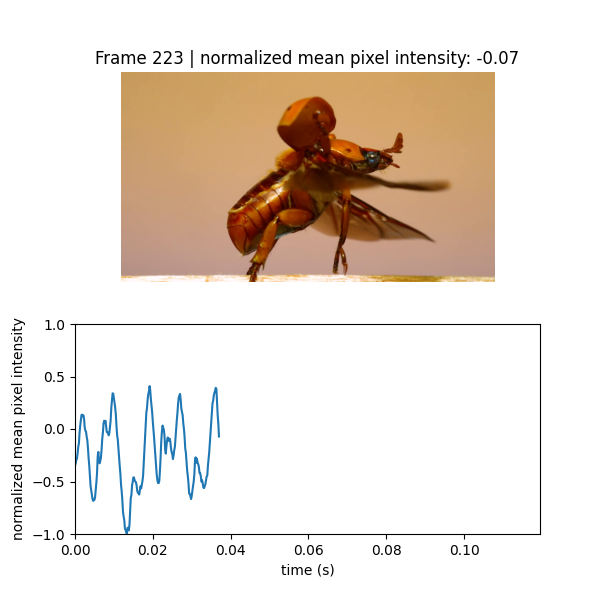 Frame 223 | normalized mean pixel intensity: -0.07
normalized mean pixel intensity
1.0
0.5
0.0
−0.5
−1.0
0.00 0.02 0.04 0.06 0.08 0.10
time (s)